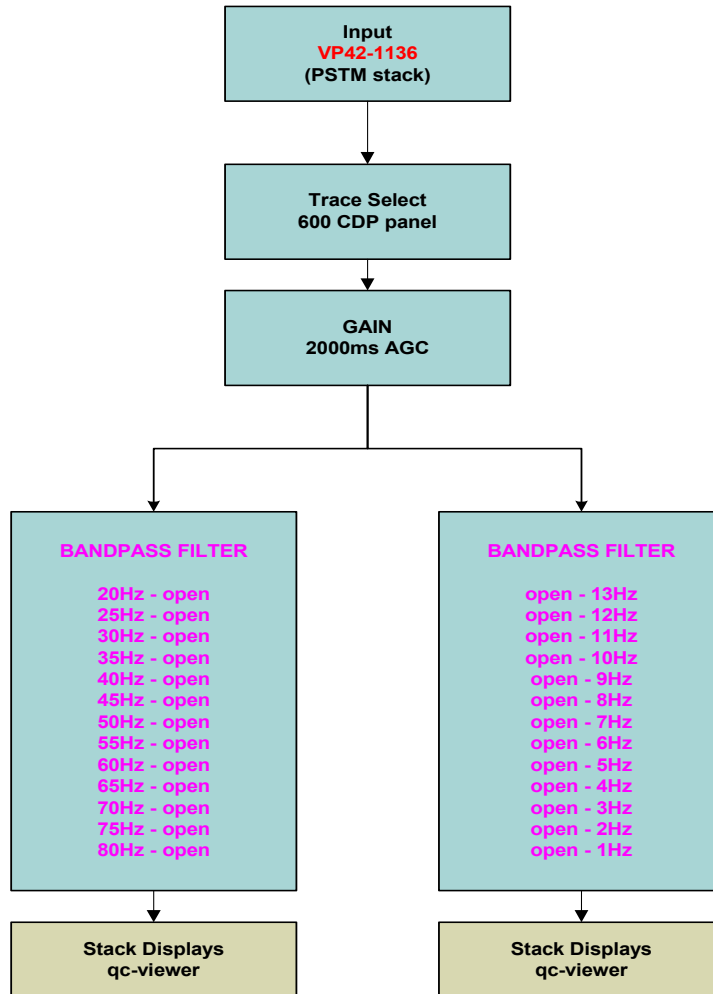 Input
VP42-1136
(PSTM stack)
Trace Select
600 CDP panel
GAIN
2000ms AGC
BANDPASS FILTER
20Hz - open
25Hz - open
30Hz - open
35Hz - open
40Hz - open
45Hz - open
50Hz - open
55Hz - open
60Hz - open
65Hz - open
70Hz - open
75Hz - open
80Hz - open
Stack Displays
qc-viewer
BANDPASS FILTER
open - 13Hz
open - 12Hz
open - 11Hz
open - 10Hz
open - 9Hz
open - 8Hz
open - 7Hz
open - 6Hz
open - 5Hz
open - 4Hz
open - 3Hz
open - 2Hz
open - 1Hz
Stack Displays
qc-viewer